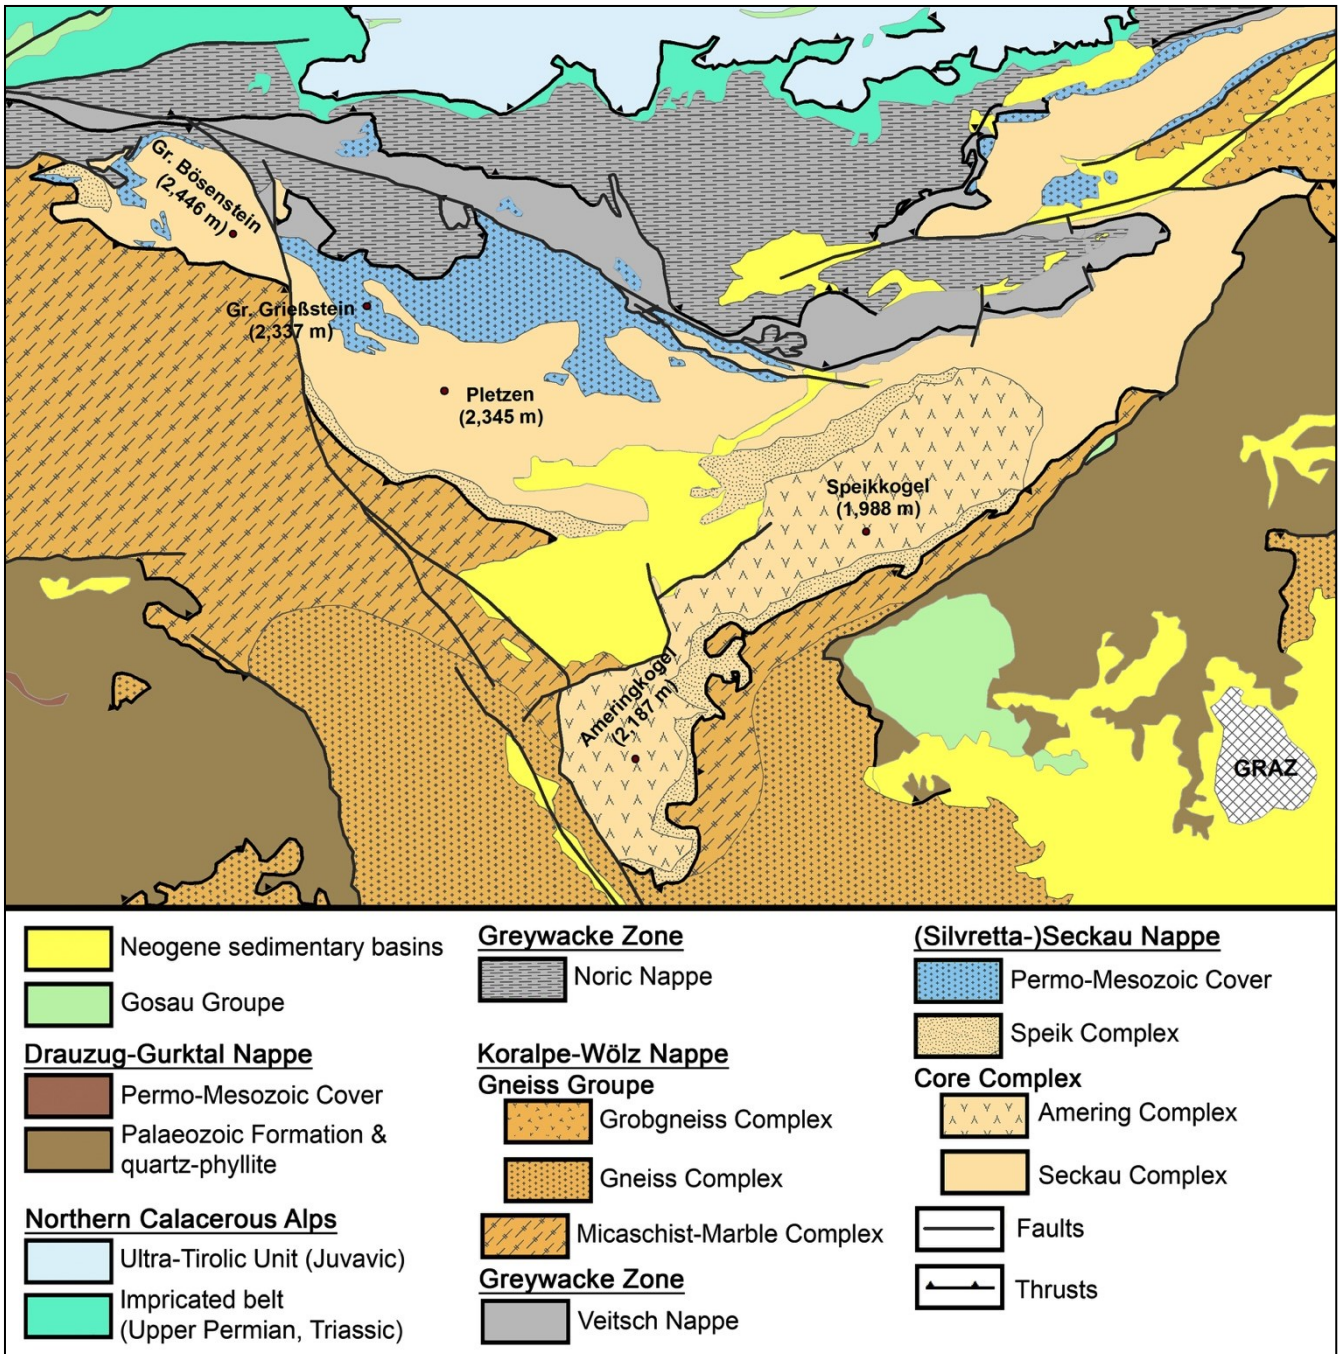 Gr. Bösenstein
(2,446 m)
Gr. Grießstein
(2,337 m)
Pletzen
(2,345 m)
Speikkogel
(1,988 m)
Ameringkogel
(2,187 m)
GRAZ
Neogene sedimentary basins
Gosau Groupe
Drauzug-Gurktal Nappe
Permo-Mesozoic Cover
Palaeozoic Formation &
quartz-phyllite
Northern Calacerous Alps
Ultra-Tirolic Unit (Juvavic)
Impricated belt
(Upper Permian, Triassic)
Greywacke Zone
Noric Nappe
Koralpe-Wölz Nappe
Gneiss Groupe
Grobgneiss Complex
Gneiss Complex
Micaschist-Marble Complex
Greywacke Zone
Veitsch Nappe
(Silvretta-)Seckau Nappe
Permo-Mesozoic Cover
Speik Complex
Core Complex
Amering Complex
Seckau Complex
Faults
Thrusts